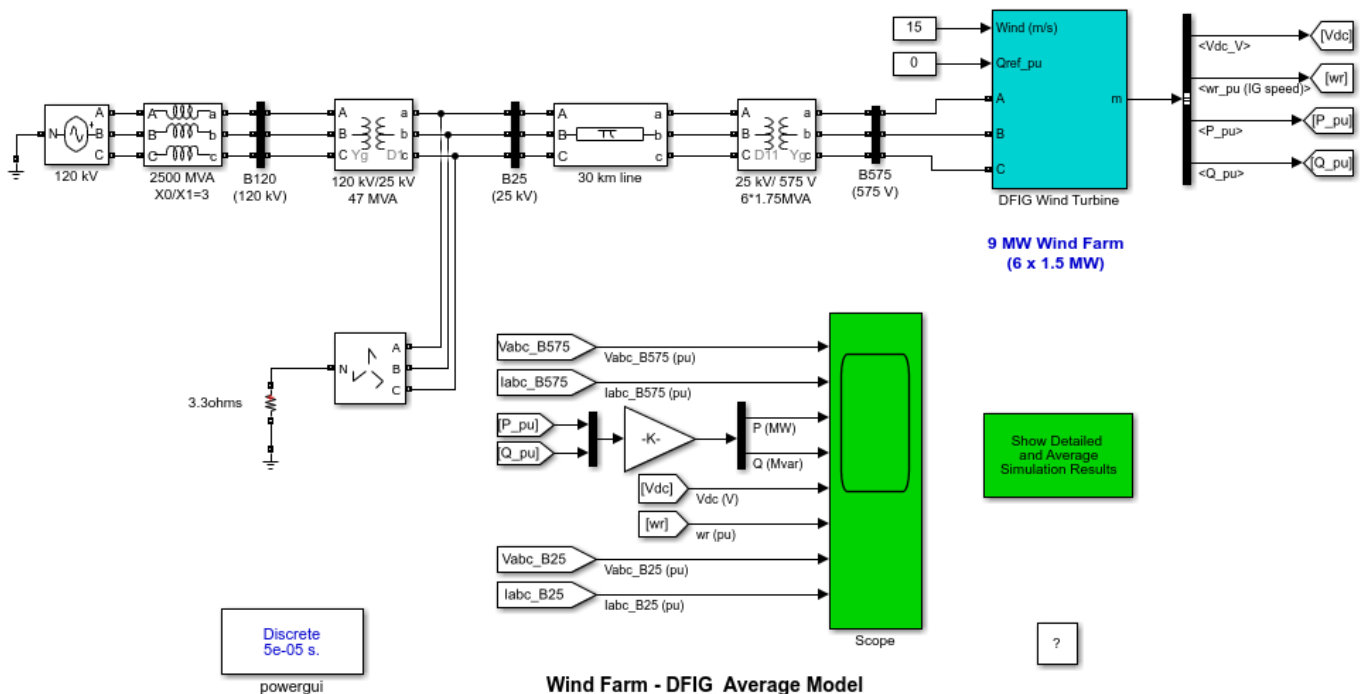 15
Wind (m/s)
0
Qref_pu
A
B
C
m
DFIG Wind Turbine
<Vdc_V>
[Vdc]
<wr_pu (IG speed)>
[wr]
<P_pu>
[P_pu]
<Q_pu>
[Q_pu]
N
A
B
C
120 kV
A
B
C
a
b
c
2500 MVA
X0/X1=3
B120
(120 kV)
A
B
C
a
b
c
Yg
D1
120 kV/25 kV
47 MVA
B25
(25 kV)
A
B
C
a
b
c
30 km line
A
B
C
a
b
c
D11
Yg
25 kV/ 575 V
6*1.75MVA
B575
(575 V)
9 MW Wind Farm
(6 x 1.5 MW)
N
A
B
C
3.3ohms
Vabc_B575
Vabc_B575 (pu)
Iabc_B575
Iabc_B575 (pu)
[P_pu]
[Q_pu]
-K-
P (MW)
Q (Mvar)
[Vdc]
Vdc (V)
[wr]
wr (pu)
Vabc_B25
Vabc_B25 (pu)
Iabc_B25
Iabc_B25 (pu)
Scope
Show Detailed
and Average
Simulation Results
Discrete
5e-05 s.
powergui
?
Wind Farm - DFIG Average Model